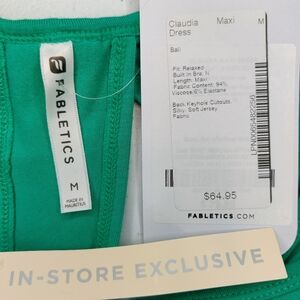 FABLETICS
M
MADE IN
MAURITIUS
Claudia Maxi M
Dress
Bali
Fit: Relaxed
Built In Bra: N
Length: Maxi
Fabric Content: 94%
Viscose/6% Elastane
Back Keyhole Cutouts,
Silky, Soft Jersey
Fabric
$64.95
FABLETICS.COM
IN-STORE EXCLUSIVE